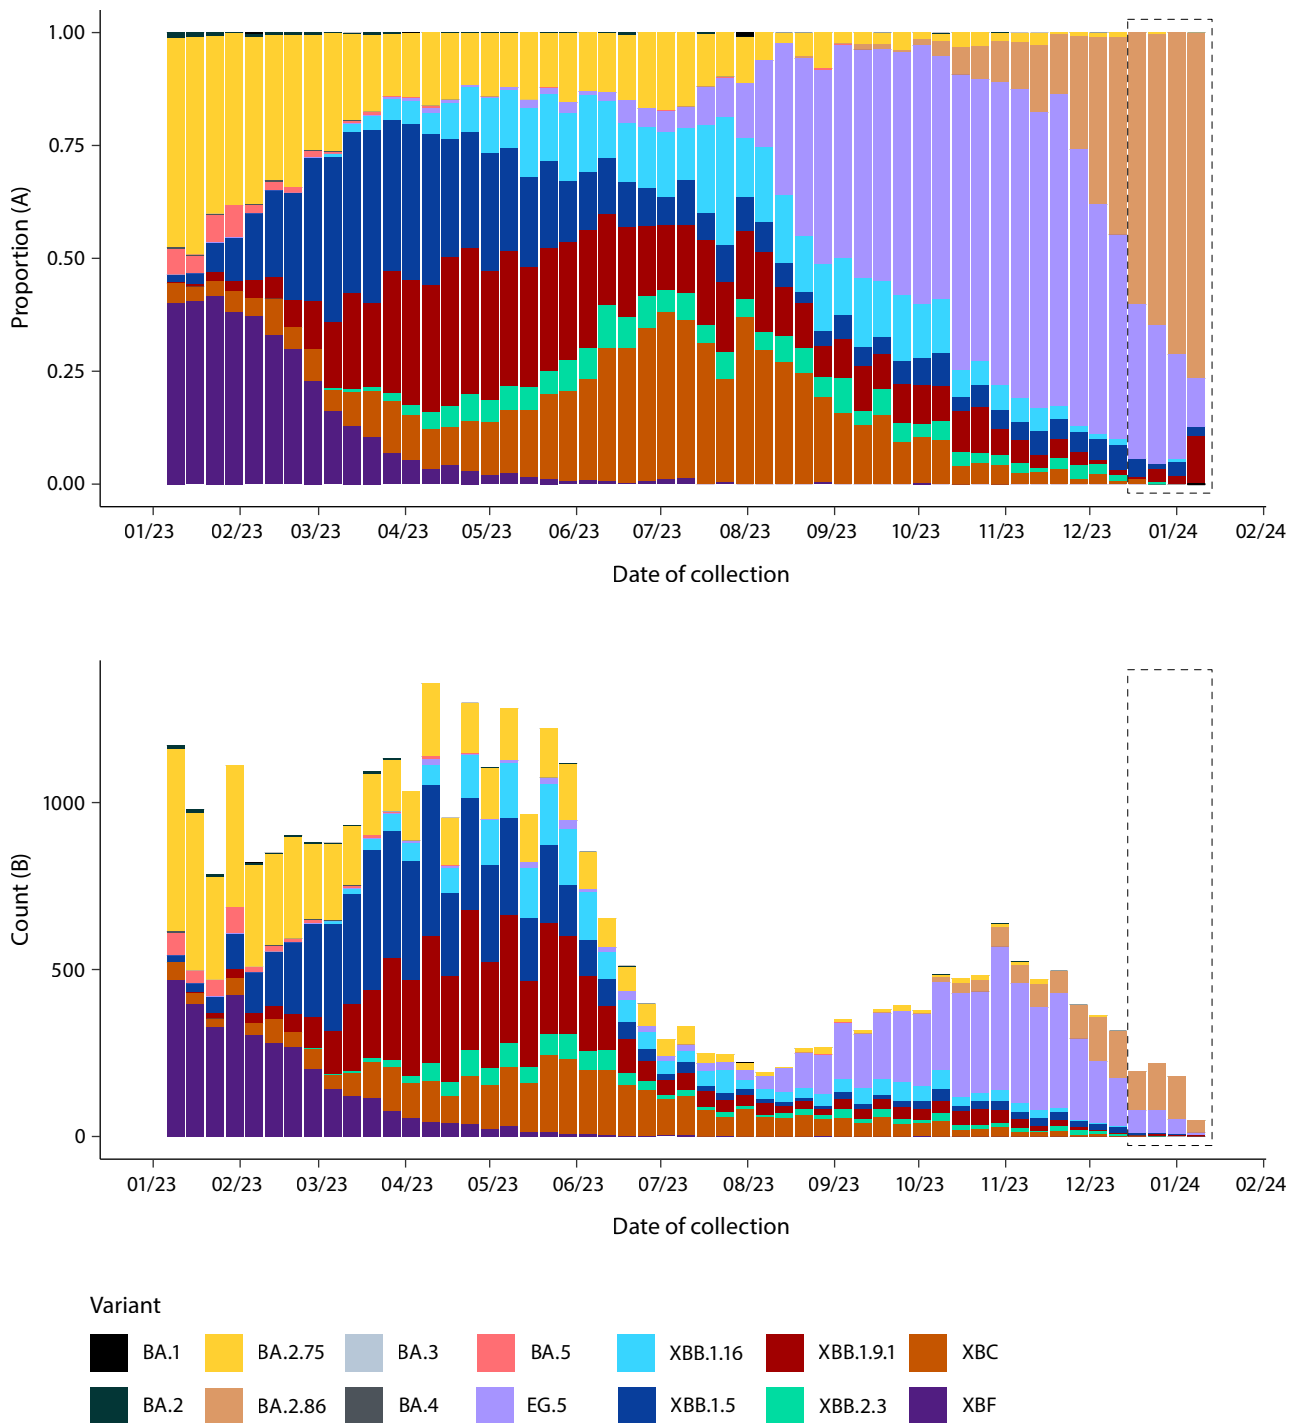 1.00
0.75
0.50
0.25
0.00
Proportion (A)
01/23 02/23 03/23 04/23 05/23 06/23 07/23 08/23 09/23 10/23 11/23 12/23 01/24 02/24
Date of collection
1000
500
0
Count (B)
01/23 02/23 03/23 04/23 05/23 06/23 07/23 08/23 09/23 10/23 11/23 12/23 01/24 02/24
Date of collection
Variant
BA.1 BA.2.75 BA.3 BA.5 XBB.1.16 XBB.1.9.1 XBC
BA.2 BA.2.86 BA.4 EG.5 XBB.1.5 XBB.2.3 XBF